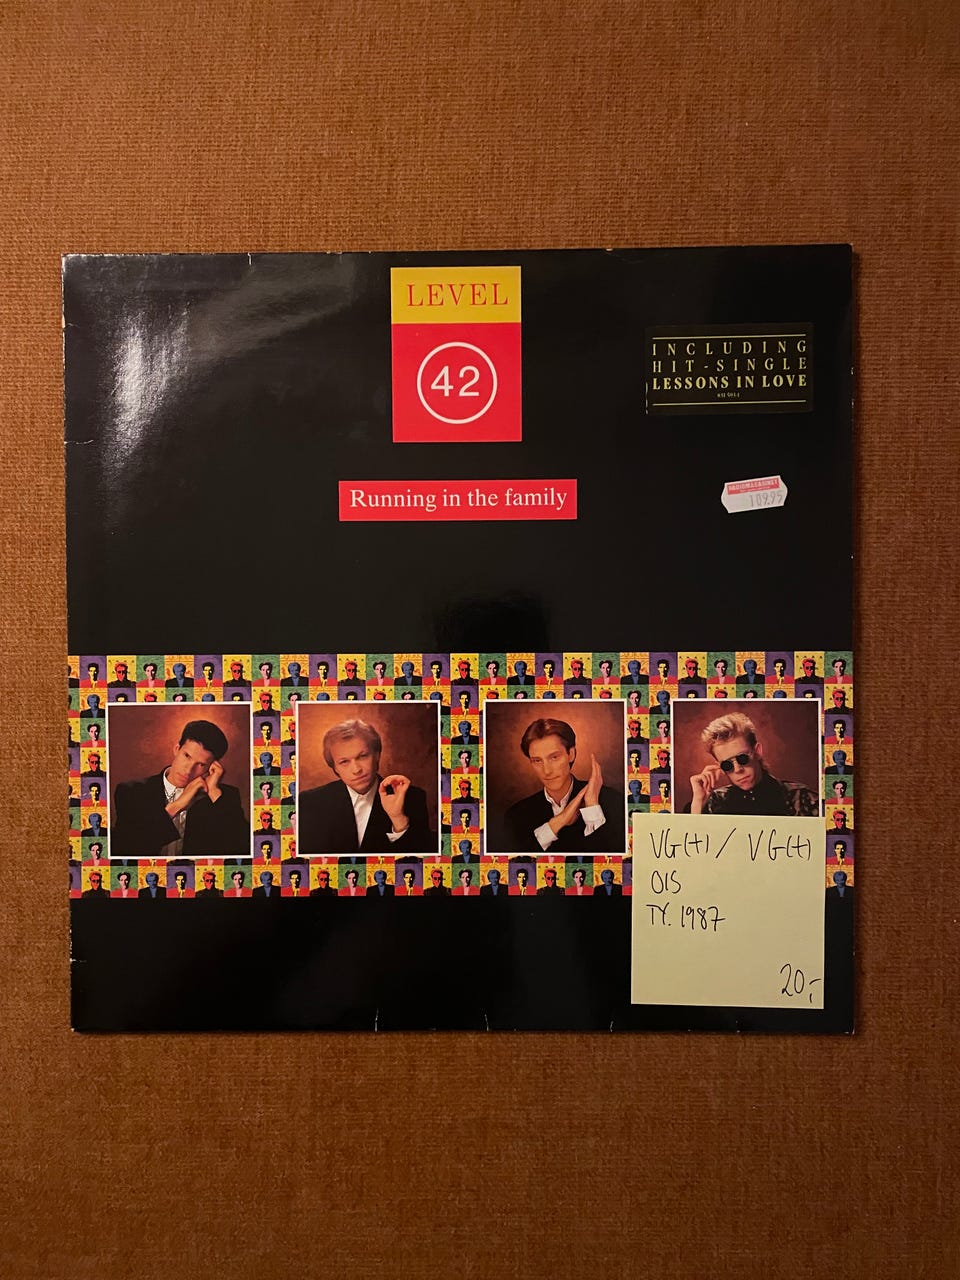 LEVEL
42
INCLUDING
HIT-SINGLE
LESSONS IN LOVE
Running in the family
RADIOMAGASINET
109.95
VG(+) / VG(+)
OIS
TY. 1987
20,-